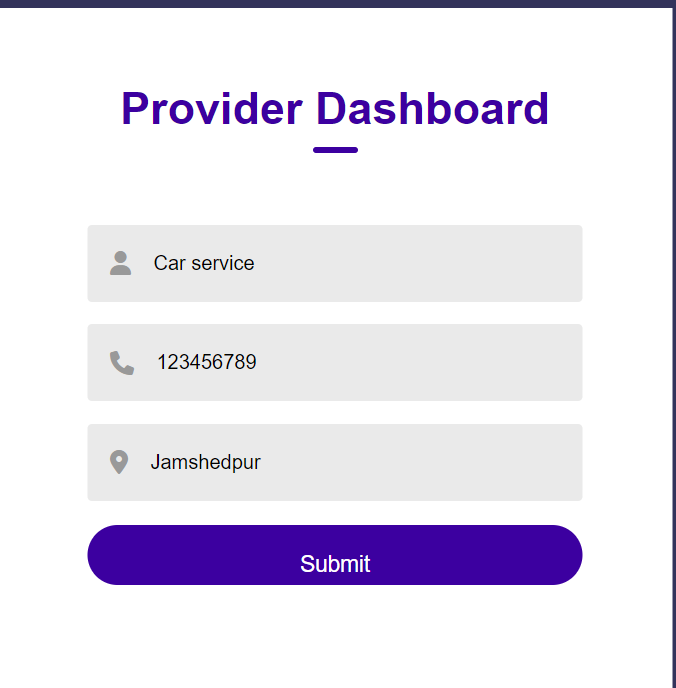 Provider Dashboard
Car service
123456789
Jamshedpur
Submit